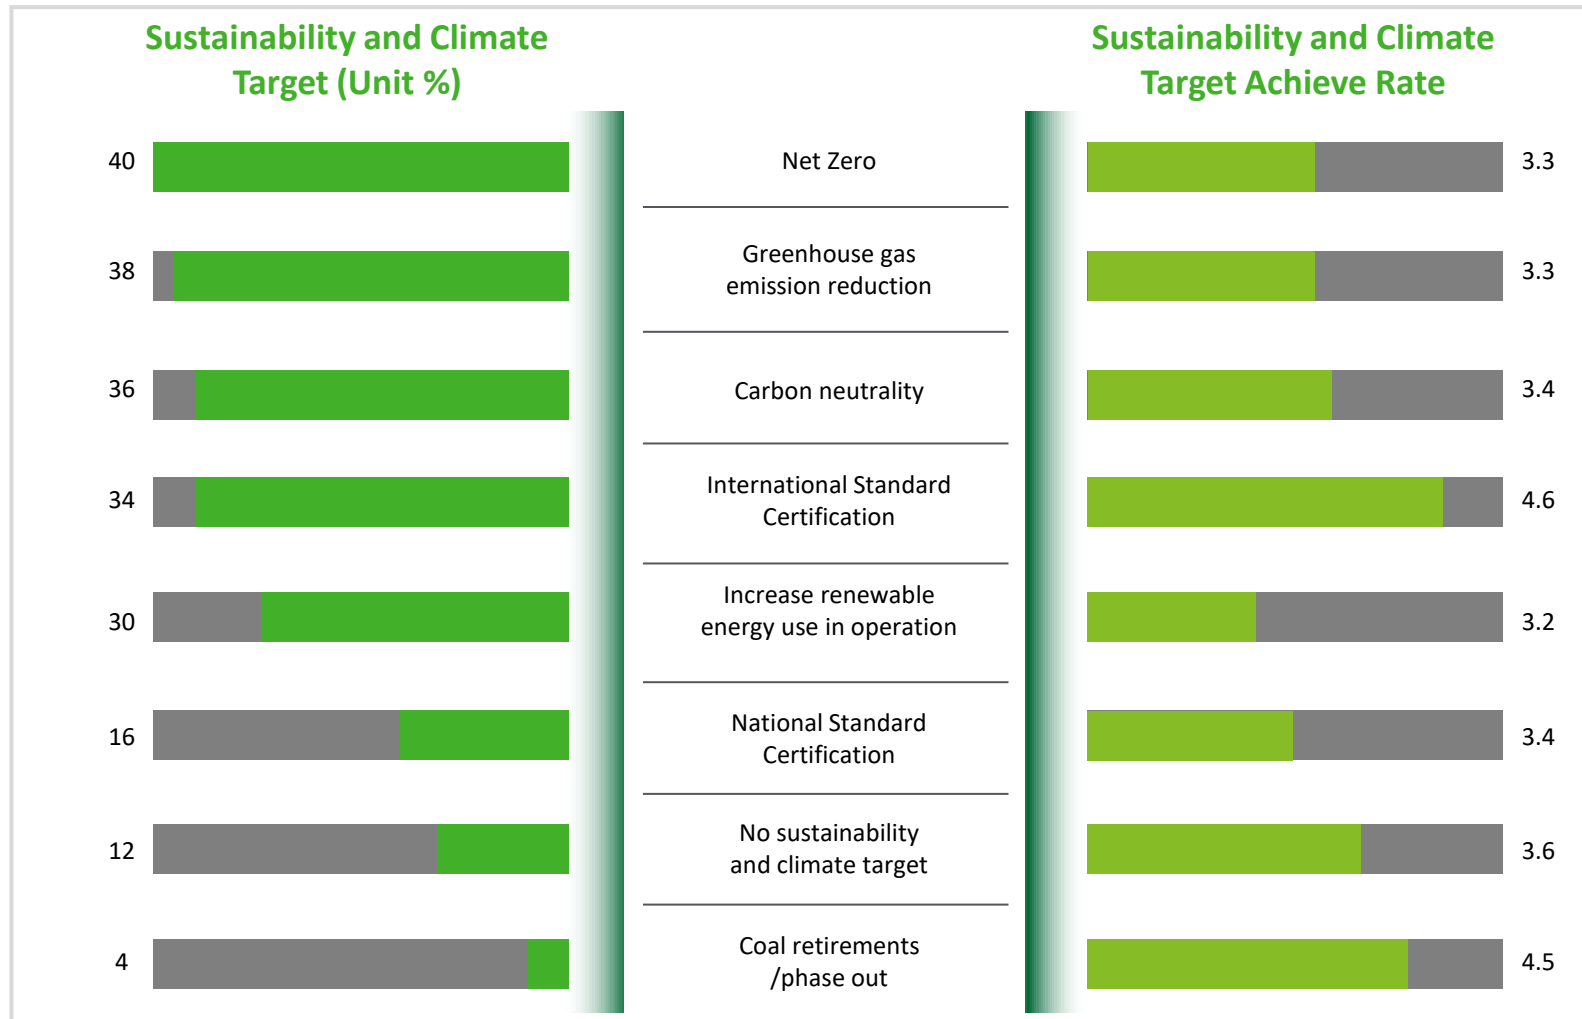 Sustainability and Climate
Target (Unit %)
Sustainability and Climate
Target Achieve Rate
40
Net Zero
3.3
38
Greenhouse gas
emission reduction
3.3
36
Carbon neutrality
3.4
34
International Standard
Certification
4.6
30
Increase renewable
energy use in operation
3.2
16
National Standard
Certification
3.4
12
No sustainability
and climate target
3.6
4
Coal retirements
/phase out
4.5